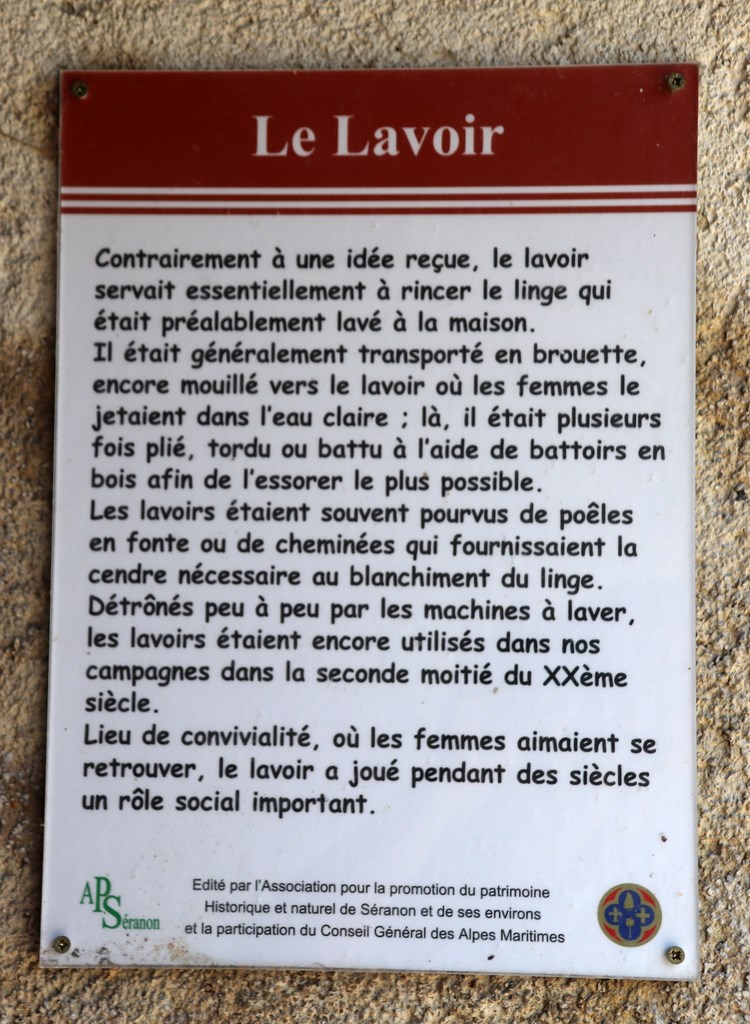 Le Lavoir
Contrairement à une idée reçue, le lavoir
servait essentiellement à rincer le linge qui
était préalablement lavé à la maison.
Il était généralement transporté en brouette,
encore mouillé vers le lavoir où les femmes le
jetaient dans l'eau claire ; là, il était plusieurs
fois plié, tordu ou battu à l'aide de battoirs en
bois afin de l'essorer le plus possible.
Les lavoirs étaient souvent pourvus de poêles
en fonte ou de cheminées qui fournissaient la
cendre nécessaire au blanchiment du linge.
Détrônés peu à peu par les machines à laver,
les lavoirs étaient encore utilisés dans nos
campagnes dans la seconde moitié du XXème
siècle.
Lieu de convivialité, où les femmes aimaient se
retrouver, le lavoir a joué pendant des siècles
un rôle social important.
APSéranon
Edité par l'Association pour la promotion du patrimoine
Historique et naturel de Séranon et de ses environs
et la participation du Conseil Général des Alpes Maritimes